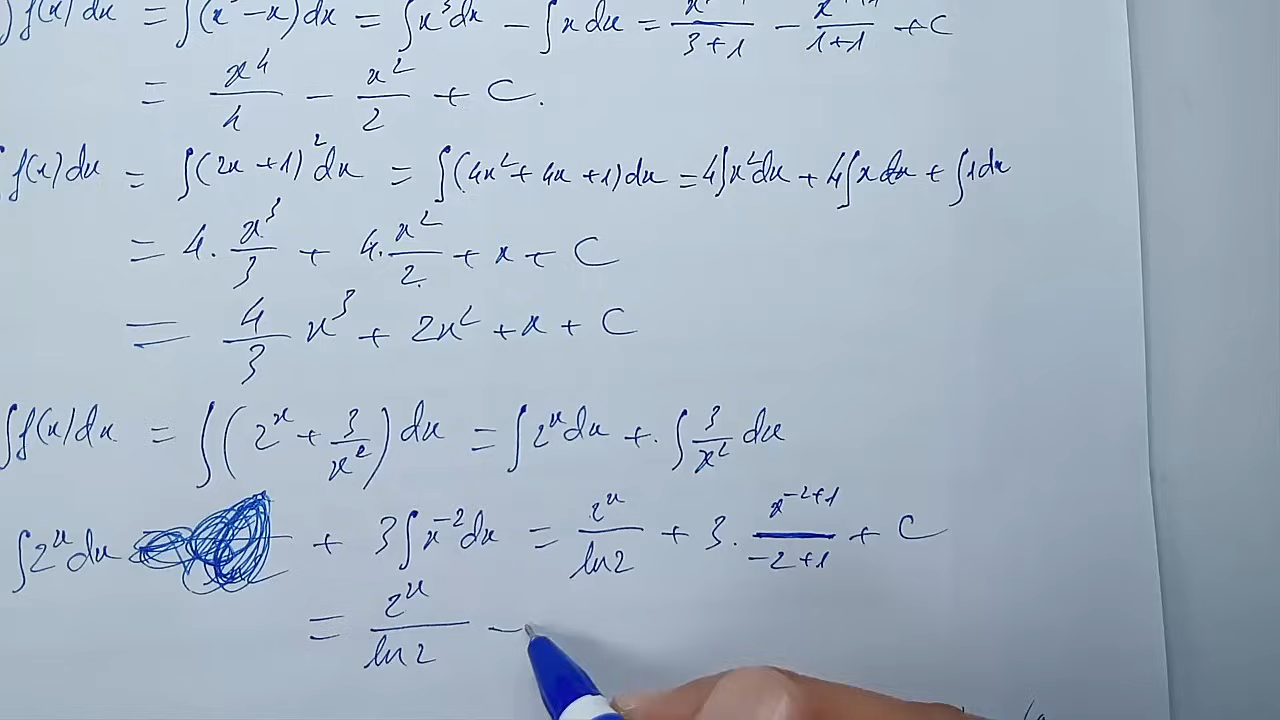 ∫f(x)dx = ∫(x³-x)dx = ∫x³dx - ∫xdx = x³⁺¹/3+1 - x¹⁺¹/1+1 + C
= x⁴/4 - x²/2 + C.
∫f(x)dx = ∫(2x+1)²dx = ∫(4x²+4x+1)dx = 4∫x²dx + 4∫xdx + ∫1dx
= 4.x³/3 + 4.x²/2 + x + C
= 4/3 x³ + 2x² + x + C
∫f(x)dx = ∫(2ˣ + 3/x²)dx = ∫2ˣdx + ∫3/x² dx
∫2ˣdx + 3∫x⁻²dx = 2ˣ/ln2 + 3.x⁻²⁺¹/-2+1 + C
= 2ˣ/ln2 -